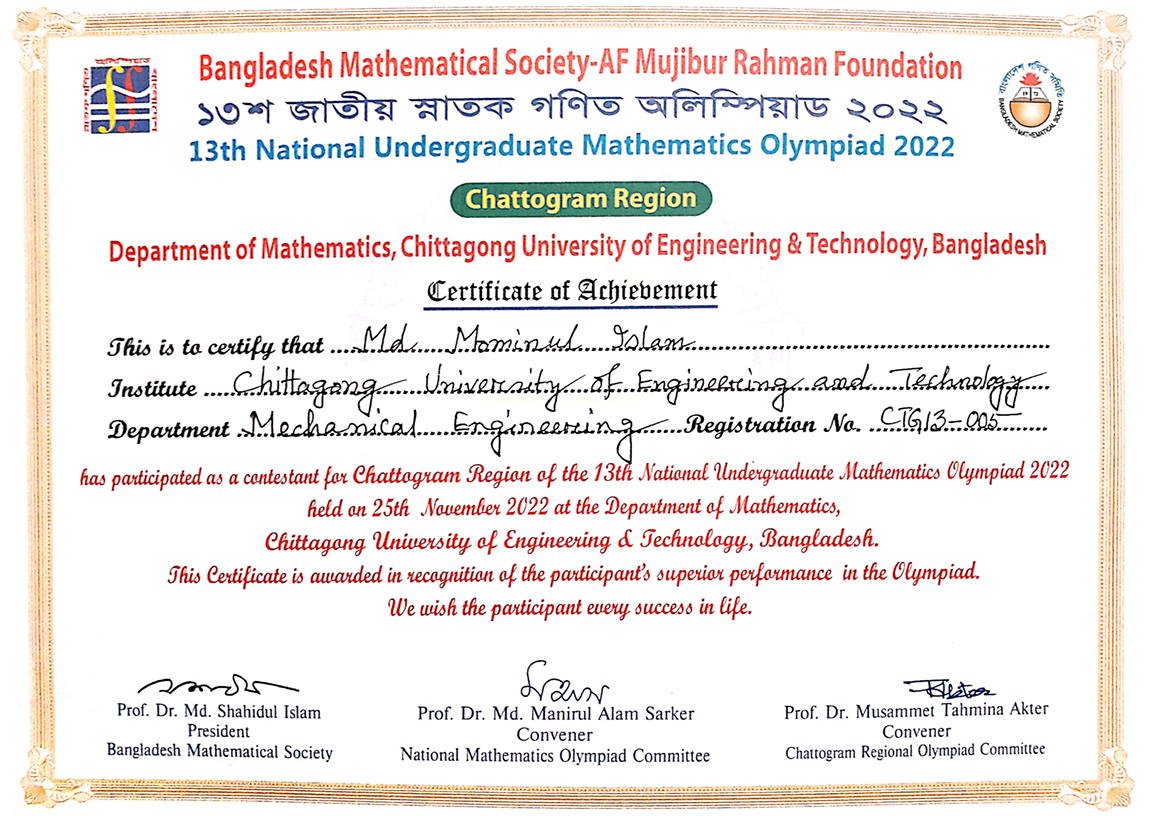 Bangladesh Mathematical Society-AF Mujibur Rahman Foundation
১৩শ জাতীয় স্নাতক গণিত অলিম্পিয়াড ২০২২
13th National Undergraduate Mathematics Olympiad 2022
বাংলাদেশ গণিত সমিতি
BANGLADESH MATHEMATICAL SOCIETY
Chattogram Region
Department of Mathematics, Chittagong University of Engineering & Technology, Bangladesh
Certificate of Achievement
This is to certify that Md. Mominul Islam
Institute Chittagong University of Engineering and Technology
Department Mechanical Engineering Registration No. CTG13-005
has participated as a contestant for Chattogram Region of the 13th National Undergraduate Mathematics Olympiad 2022
held on 25th November 2022 at the Department of Mathematics,
Chittagong University of Engineering & Technology, Bangladesh.
This Certificate is awarded in recognition of the participant's superior performance in the Olympiad.
We wish the participant every success in life.
Prof. Dr. Md. Shahidul Islam
President
Bangladesh Mathematical Society
Prof. Dr. Md. Manirul Alam Sarker
Convener
National Mathematics Olympiad Committee
Prof. Dr. Musammet Tahmina Akter
Convener
Chattogram Regional Olympiad Committee